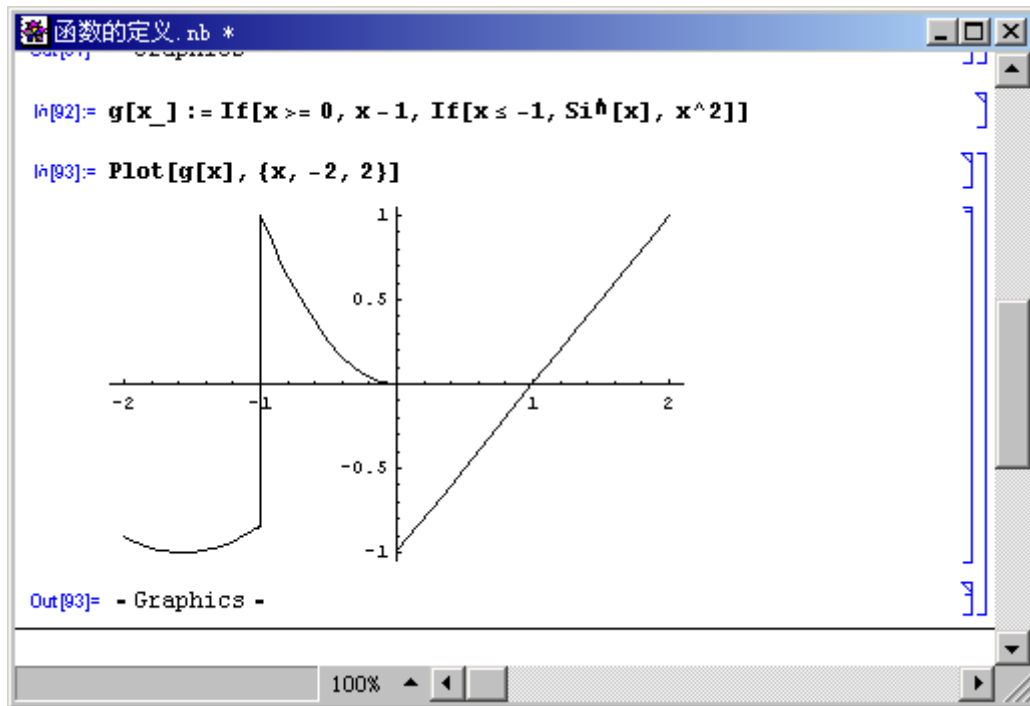 函数的定义.nb *
In[92]:= g[x_] := If[x >= 0, x - 1, If[x ≤ -1, Sin[x], x^2]]
In[93]:= Plot[g[x], {x, -2, 2}]
1
0.5
-2 -1 1 2
-0.5
-1
Out[93]= - Graphics -
100%